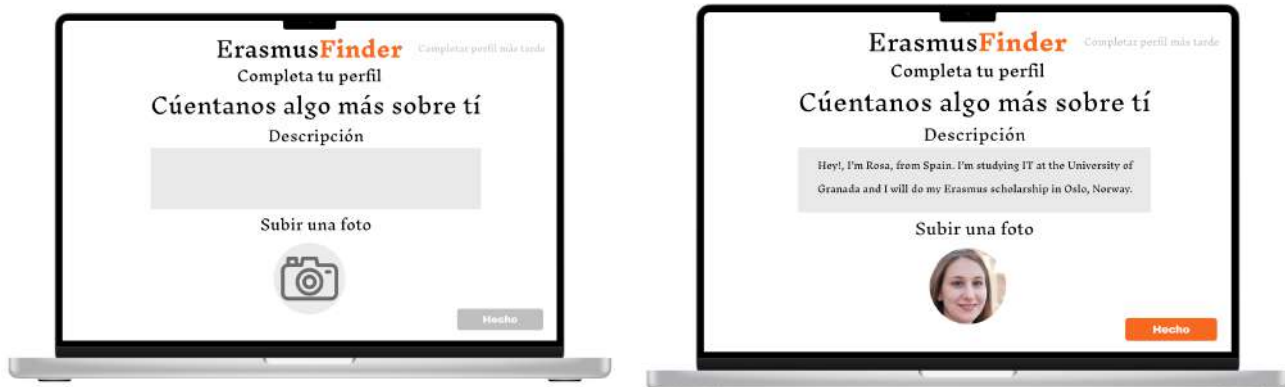 ErasmusFinder
Completar perfil más tarde
Completa tu perfil
Cúentanos algo más sobre tí
Descripción
Subir una foto
Hecho
ErasmusFinder
Completar perfil más tarde
Completa tu perfil
Cúentanos algo más sobre tí
Descripción
Hey!, I'm Rosa, from Spain. I'm studying IT at the University of
Granada and I will do my Erasmus scholarship in Oslo, Norway.
Subir una foto
Hecho